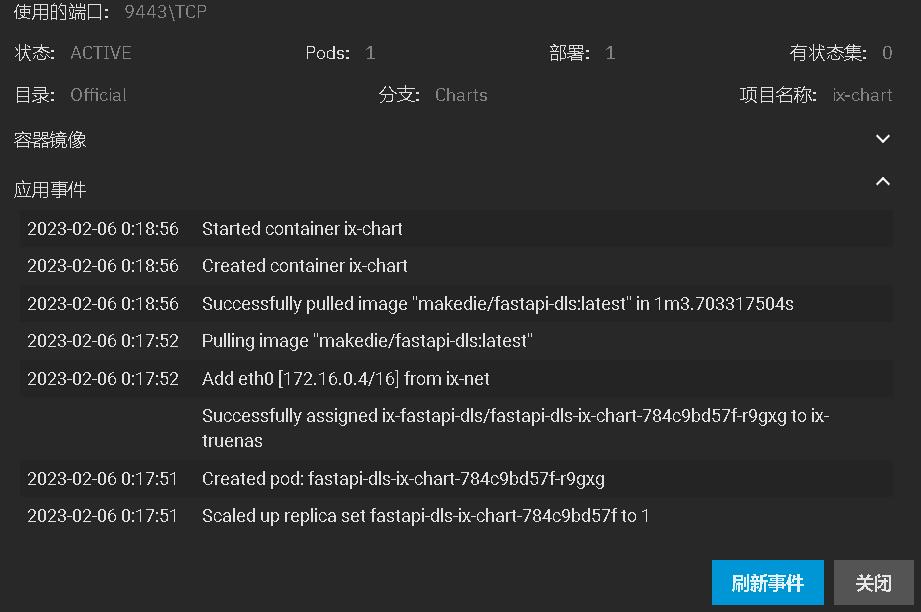 使用的端口: 9443\TCP
状态: ACTIVE Pods: 1 部署: 1 有状态集: 0
目录: Official 分支: Charts 项目名称: ix-chart
容器镜像
应用事件
2023-02-06 0:18:56 Started container ix-chart
2023-02-06 0:18:56 Created container ix-chart
2023-02-06 0:18:56 Successfully pulled image "makedie/fastapi-dls:latest" in 1m3.703317504s
2023-02-06 0:17:52 Pulling image "makedie/fastapi-dls:latest"
2023-02-06 0:17:52 Add eth0 [172.16.0.4/16] from ix-net
Successfully assigned ix-fastapi-dls/fastapi-dls-ix-chart-784c9bd57f-r9gxg to ix-
truenas
2023-02-06 0:17:51 Created pod: fastapi-dls-ix-chart-784c9bd57f-r9gxg
2023-02-06 0:17:51 Scaled up replica set fastapi-dls-ix-chart-784c9bd57f to 1
刷新事件 关闭